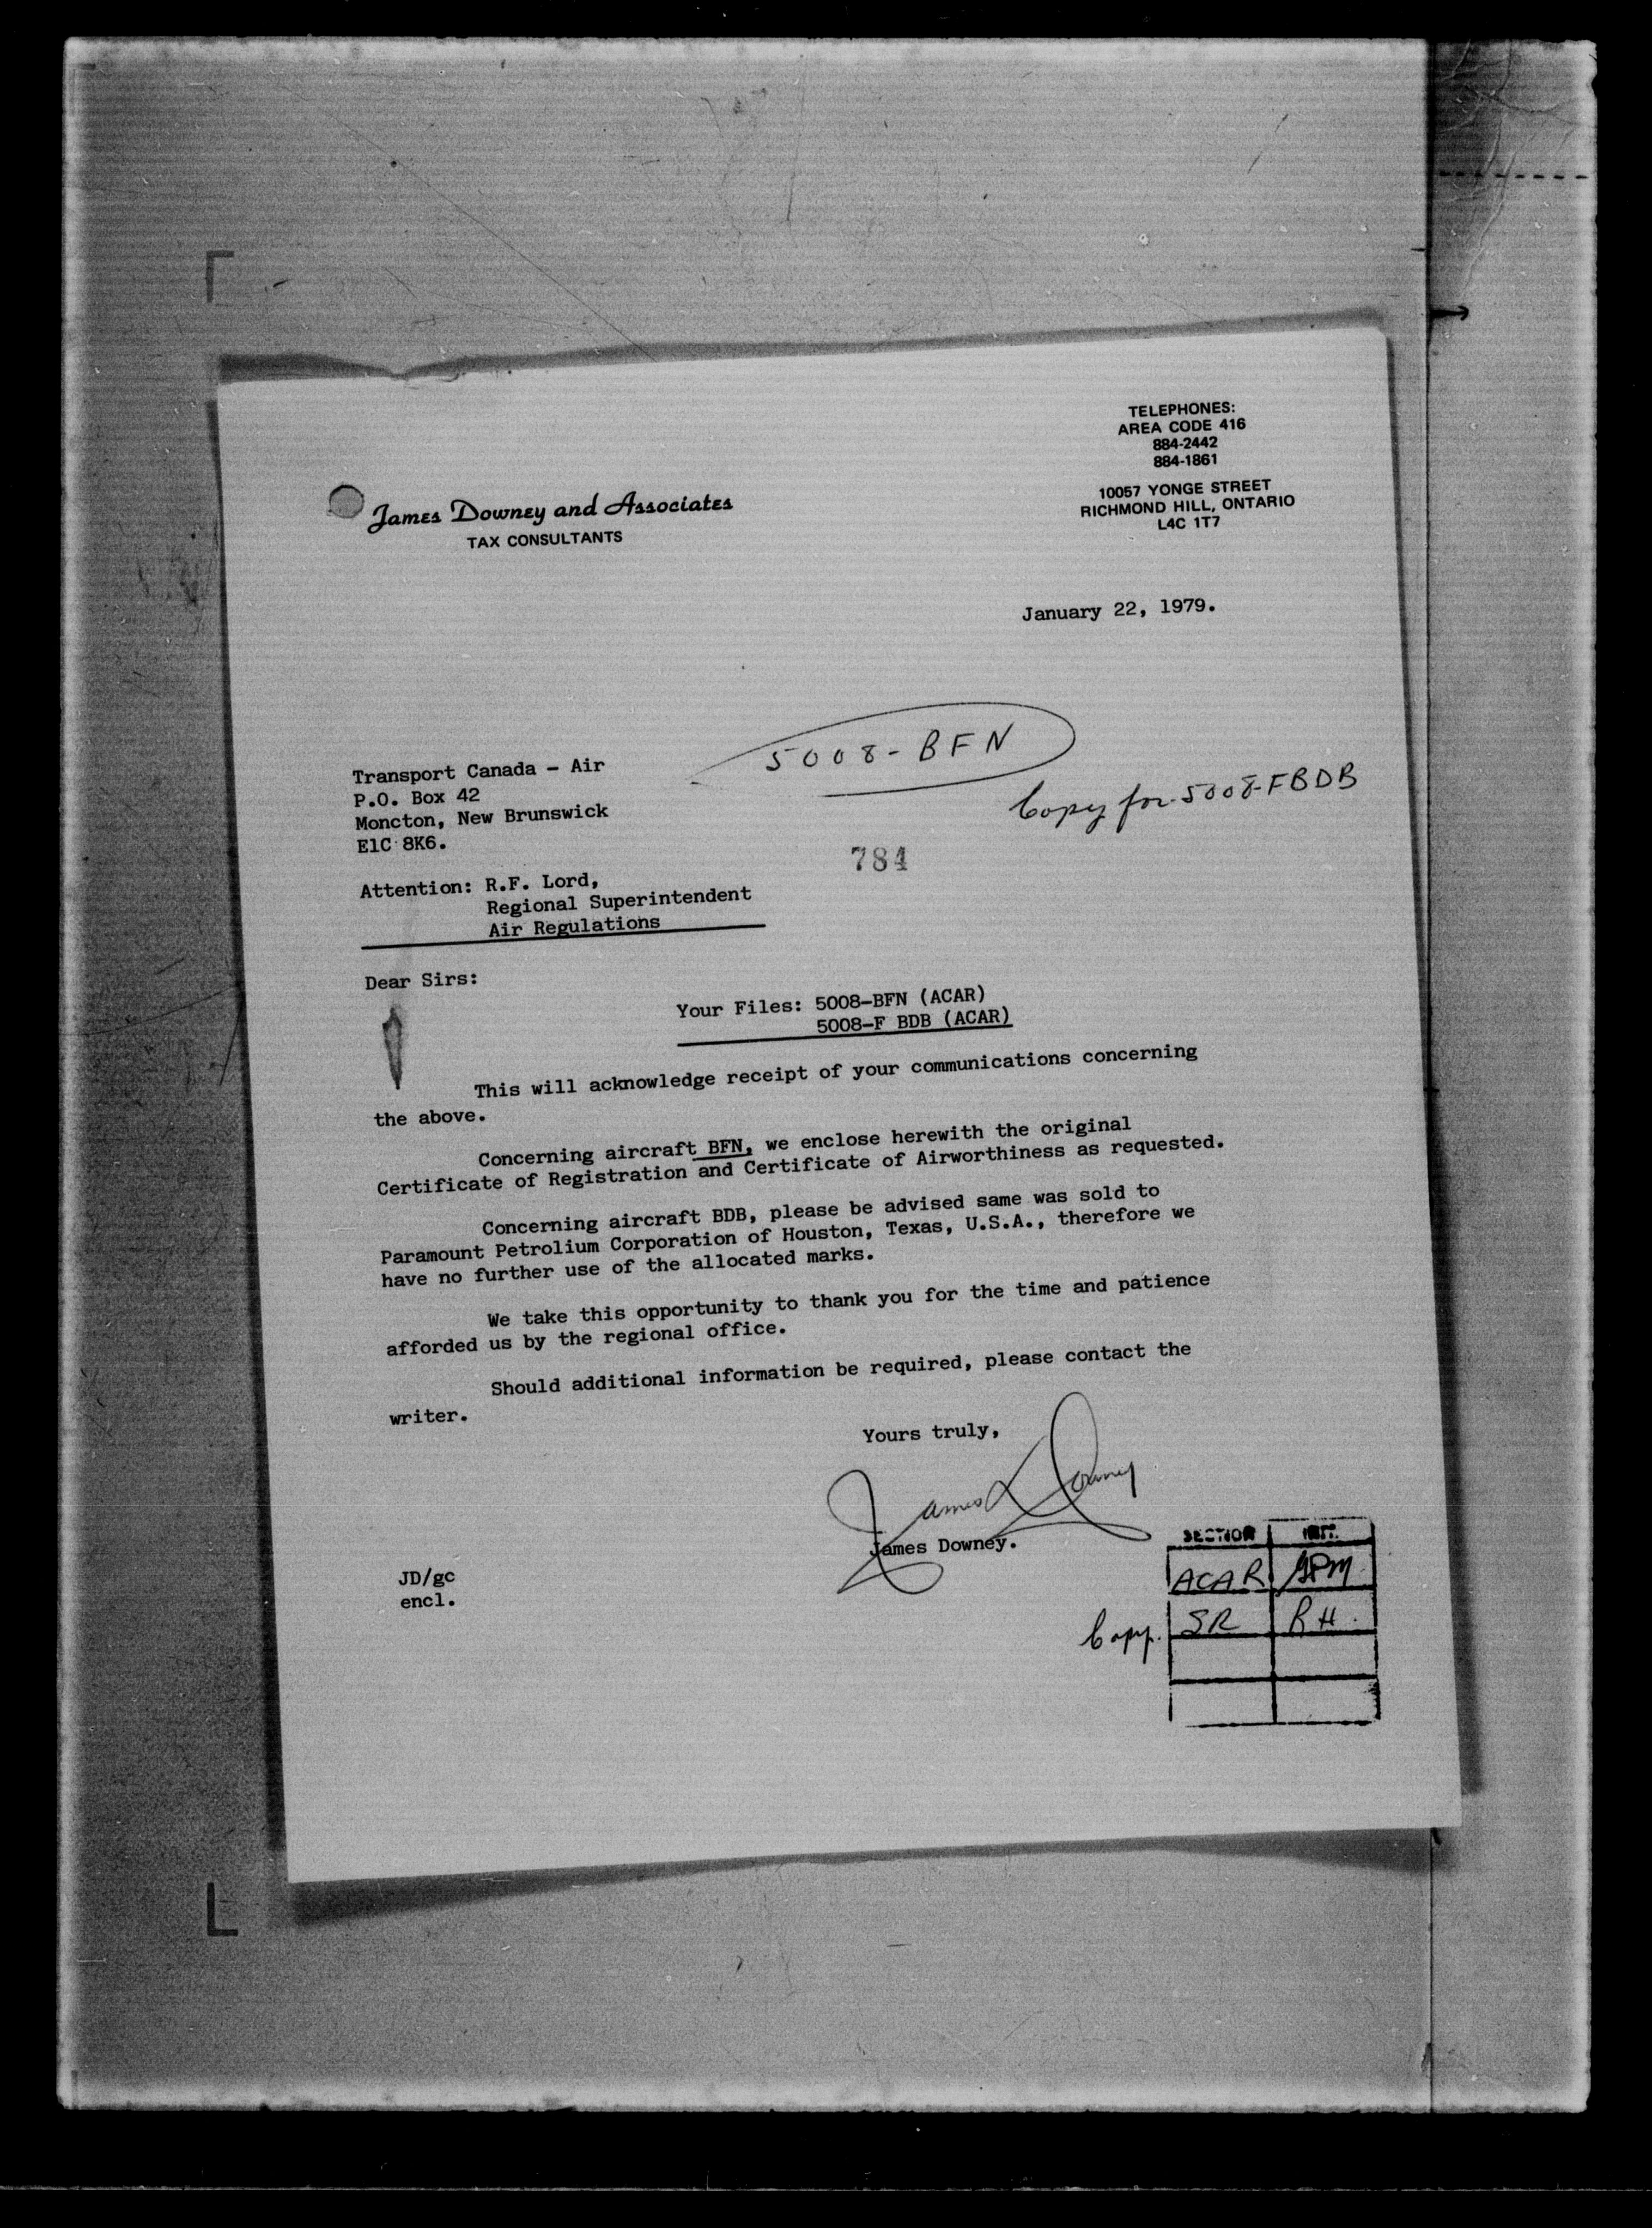 TELEPHONES:
AREA CODE 416
884-2442
884-1861
10057 YONGE STREET
RICHMOND HILL, ONTARIO
L4C 1T7
James Downey and Associates
TAX CONSULTANTS
January 22, 1979.
5008-BFN
Copy for 5008-FBDB
Transport Canada - Air
P.O. Box 42
Moncton, New Brunswick
E1C 8K6.
784
Attention: R.F. Lord,
Regional Superintendent
Air Regulations
Dear Sirs:
Your Files: 5008-BFN (ACAR)
5008-F BDB (ACAR)
This will acknowledge receipt of your communications concerning
the above.
Concerning aircraft BFN, we enclose herewith the original
Certificate of Registration and Certificate of Airworthiness as requested.
Concerning aircraft BDB, please be advised same was sold to
Paramount Petrolium Corporation of Houston, Texas, U.S.A., therefore we
have no further use of the allocated marks.
We take this opportunity to thank you for the time and patience
afforded us by the regional office.
Should additional information be required, please contact the
writer.
Yours truly,
James Downey
James Downey.
JD/gc
encl.
SECTION INIT.
ACAR
Copy. SR RH.